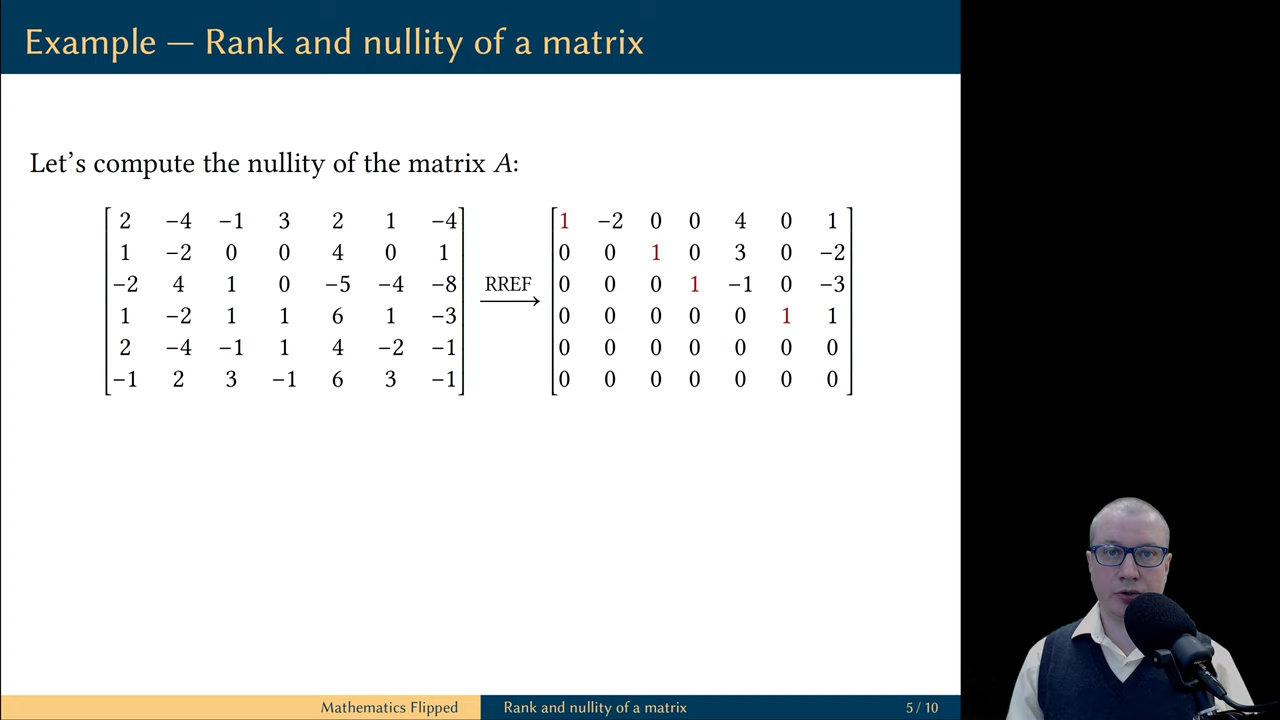 Example — Rank and nullity of a matrix
Let’s compute the nullity of the matrix A:
2 −4 −1 3 2 1 −4
1 −2 0 0 4 0 1
−2 4 1 0 −5 −4 −8
1 −2 1 1 6 1 −3
2 −4 −1 1 4 −2 −1
−1 2 3 −1 6 3 −1
RREF
1 −2 0 0 4 0 1
0 0 1 0 3 0 −2
0 0 0 1 −1 0 −3
0 0 0 0 0 1 1
0 0 0 0 0 0 0
0 0 0 0 0 0 0
Mathematics Flipped Rank and nullity of a matrix 5 / 10